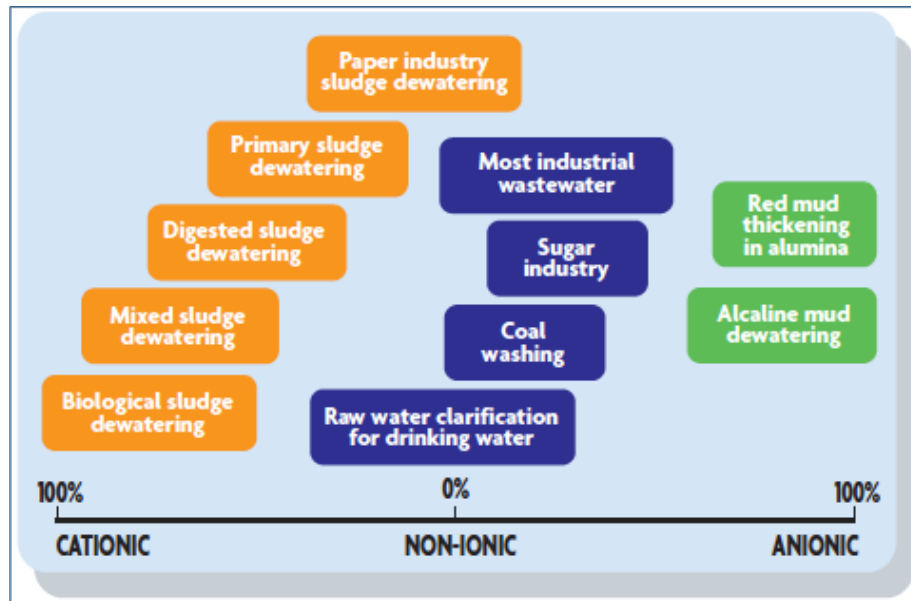 Paper industry
sludge dewatering
Primary sludge
dewatering
Most industrial
wastewater
Red mud
thickening
in alumina
Digested sludge
dewatering
Sugar
industry
Mixed sludge
dewatering
Coal
washing
Alcaline mud
dewatering
Biological sludge
dewatering
Raw water clarification
for drinking water
100%
0%
100%
CATIONIC
NON-IONIC
ANIONIC